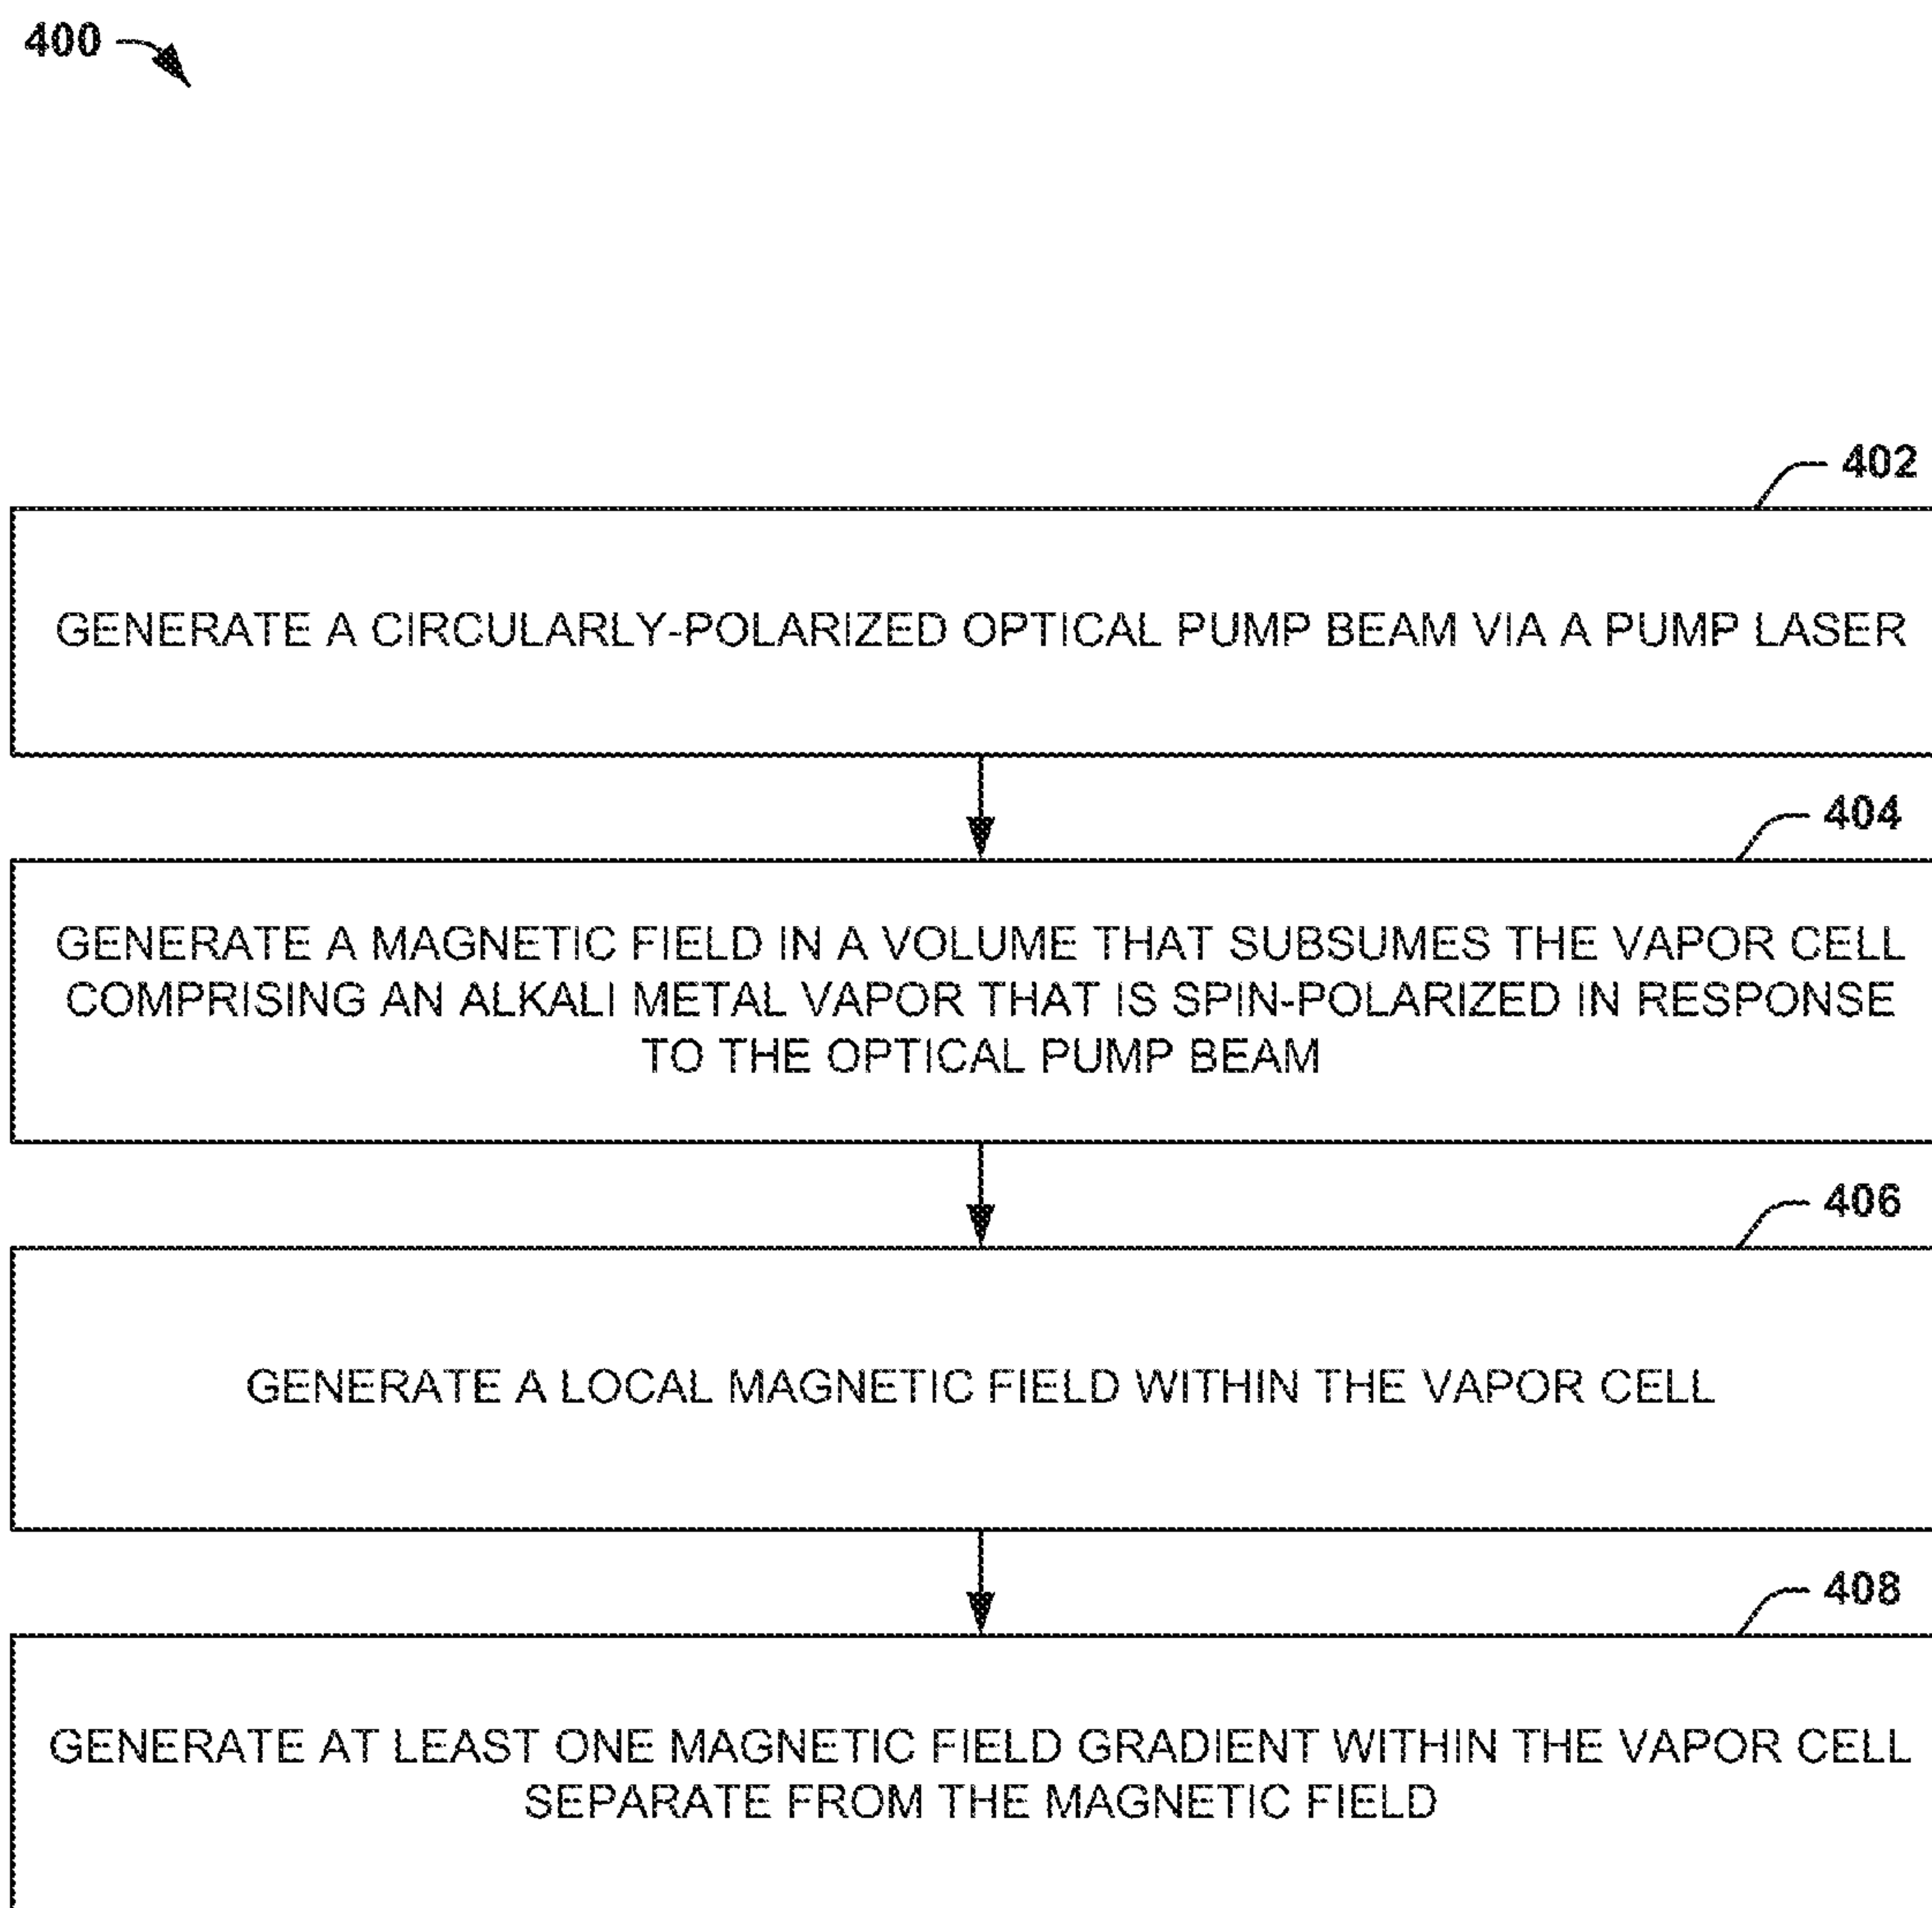 400
402
GENERATE A CIRCULARLY-POLARIZED OPTICAL PUMP BEAM VIA A PUMP LASER
404
GENERATE A MAGNETIC FIELD IN A VOLUME THAT SUBSUMES THE VAPOR CELL
COMPRISING AN ALKALI METAL VAPOR THAT IS SPIN-POLARIZED IN RESPONSE
TO THE OPTICAL PUMP BEAM
406
GENERATE A LOCAL MAGNETIC FIELD WITHIN THE VAPOR CELL
408
GENERATE AT LEAST ONE MAGNETIC FIELD GRADIENT WITHIN THE VAPOR CELL
SEPARATE FROM THE MAGNETIC FIELD